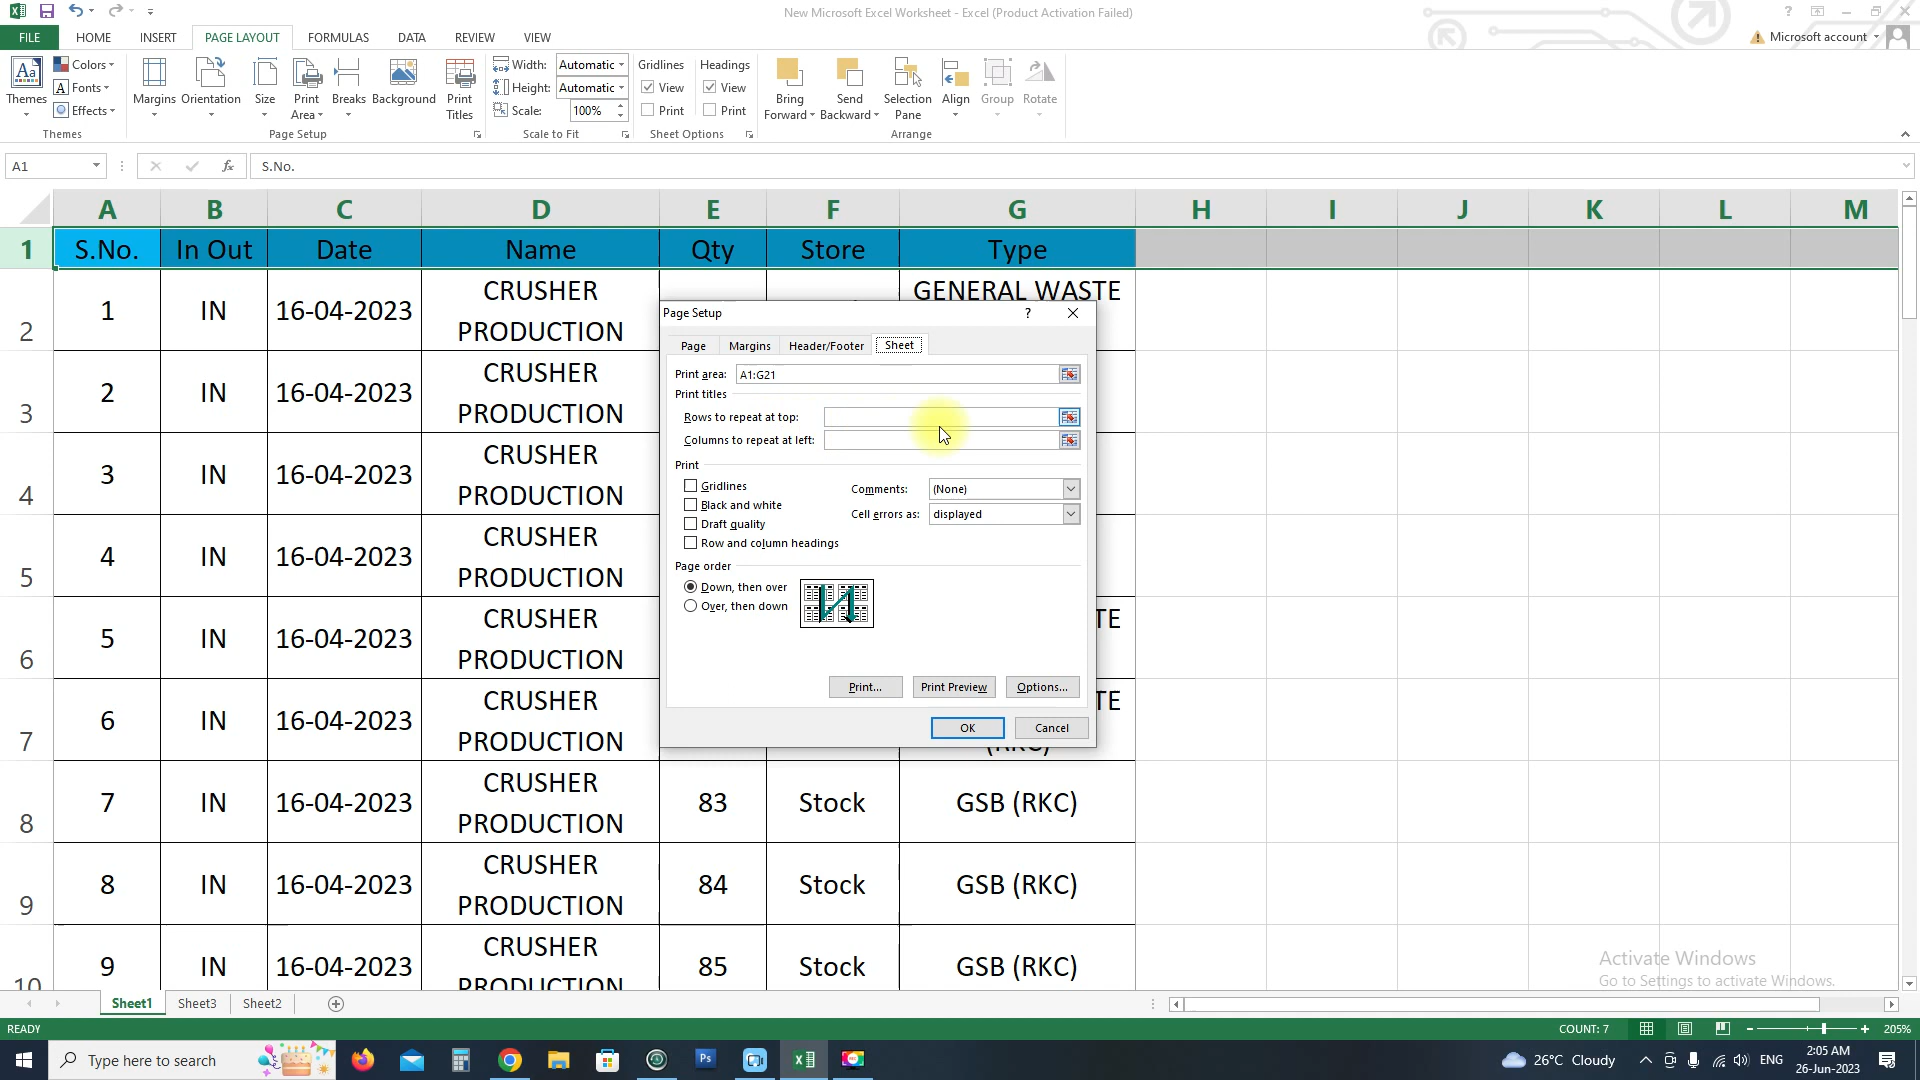 New Microsoft Excel Worksheet - Excel (Product Activation Failed)
FILE HOME INSERT PAGE LAYOUT FORMULAS DATA REVIEW VIEW
Microsoft account
Themes Colors Fonts Effects Themes
Margins Orientation Size Print Area Breaks Background Print Titles Page Setup
Width: Automatic
Height: Automatic
Scale: 100%
Scale to Fit
Gridlines Headings
View View
Print Print
Sheet Options
Bring Forward Send Backward Selection Pane Align Group Rotate
Arrange
A1 fx S.No.
A B C D E F G H I J K L M
1 S.No. In Out Date Name Qty Store Type
2 1 IN 16-04-2023 CRUSHER PRODUCTION GENERAL WASTE
3 2 IN 16-04-2023 CRUSHER PRODUCTION
4 3 IN 16-04-2023 CRUSHER PRODUCTION
5 4 IN 16-04-2023 CRUSHER PRODUCTION
6 5 IN 16-04-2023 CRUSHER PRODUCTION TE
7 6 IN 16-04-2023 CRUSHER PRODUCTION TE
8 7 IN 16-04-2023 CRUSHER PRODUCTION 83 Stock GSB (RKC)
9 8 IN 16-04-2023 CRUSHER PRODUCTION 84 Stock GSB (RKC)
10 9 IN 16-04-2023 CRUSHER PRODUCTION 85 Stock GSB (RKC)
Page Setup ?
Page Margins Header/Footer Sheet
Print area: A1:G21
Print titles
Rows to repeat at top:
Columns to repeat at left:
Print
Gridlines
Black and white
Draft quality
Row and column headings
Comments: (None)
Cell errors as: displayed
Page order
Down, then over
Over, then down
Print... Print Preview Options...
OK Cancel
Activate Windows
Go to Settings to activate Windows.
Sheet1 Sheet3 Sheet2
READY COUNT: 7 205%
Type here to search
Ps
26°C Cloudy ENG 2:05 AM
26-Jun-2023